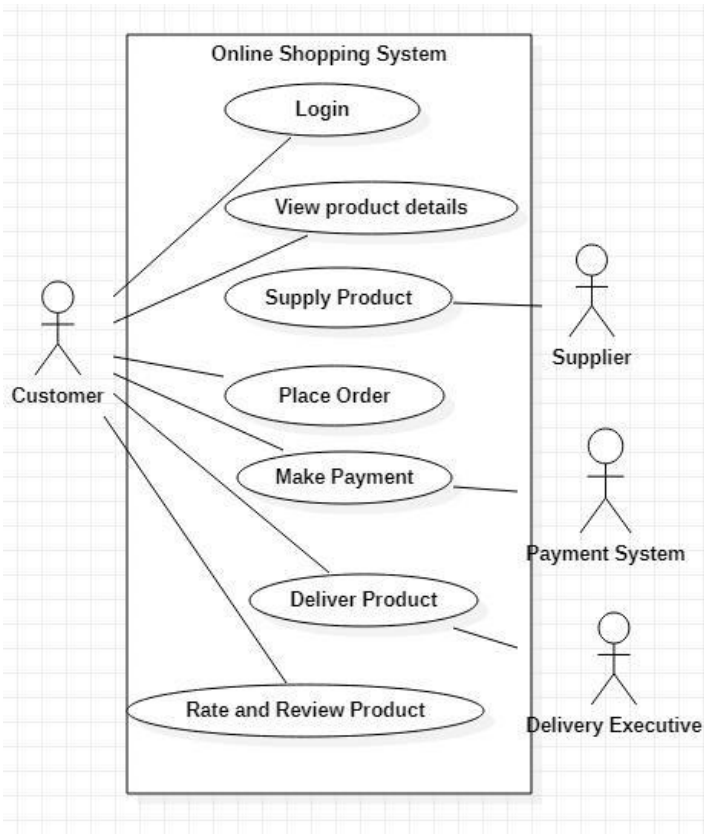 Online Shopping System
Login
View product details
Supply Product
Supplier
Customer
Place Order
Make Payment
Payment System
Deliver Product
Rate and Review Product
Delivery Executive